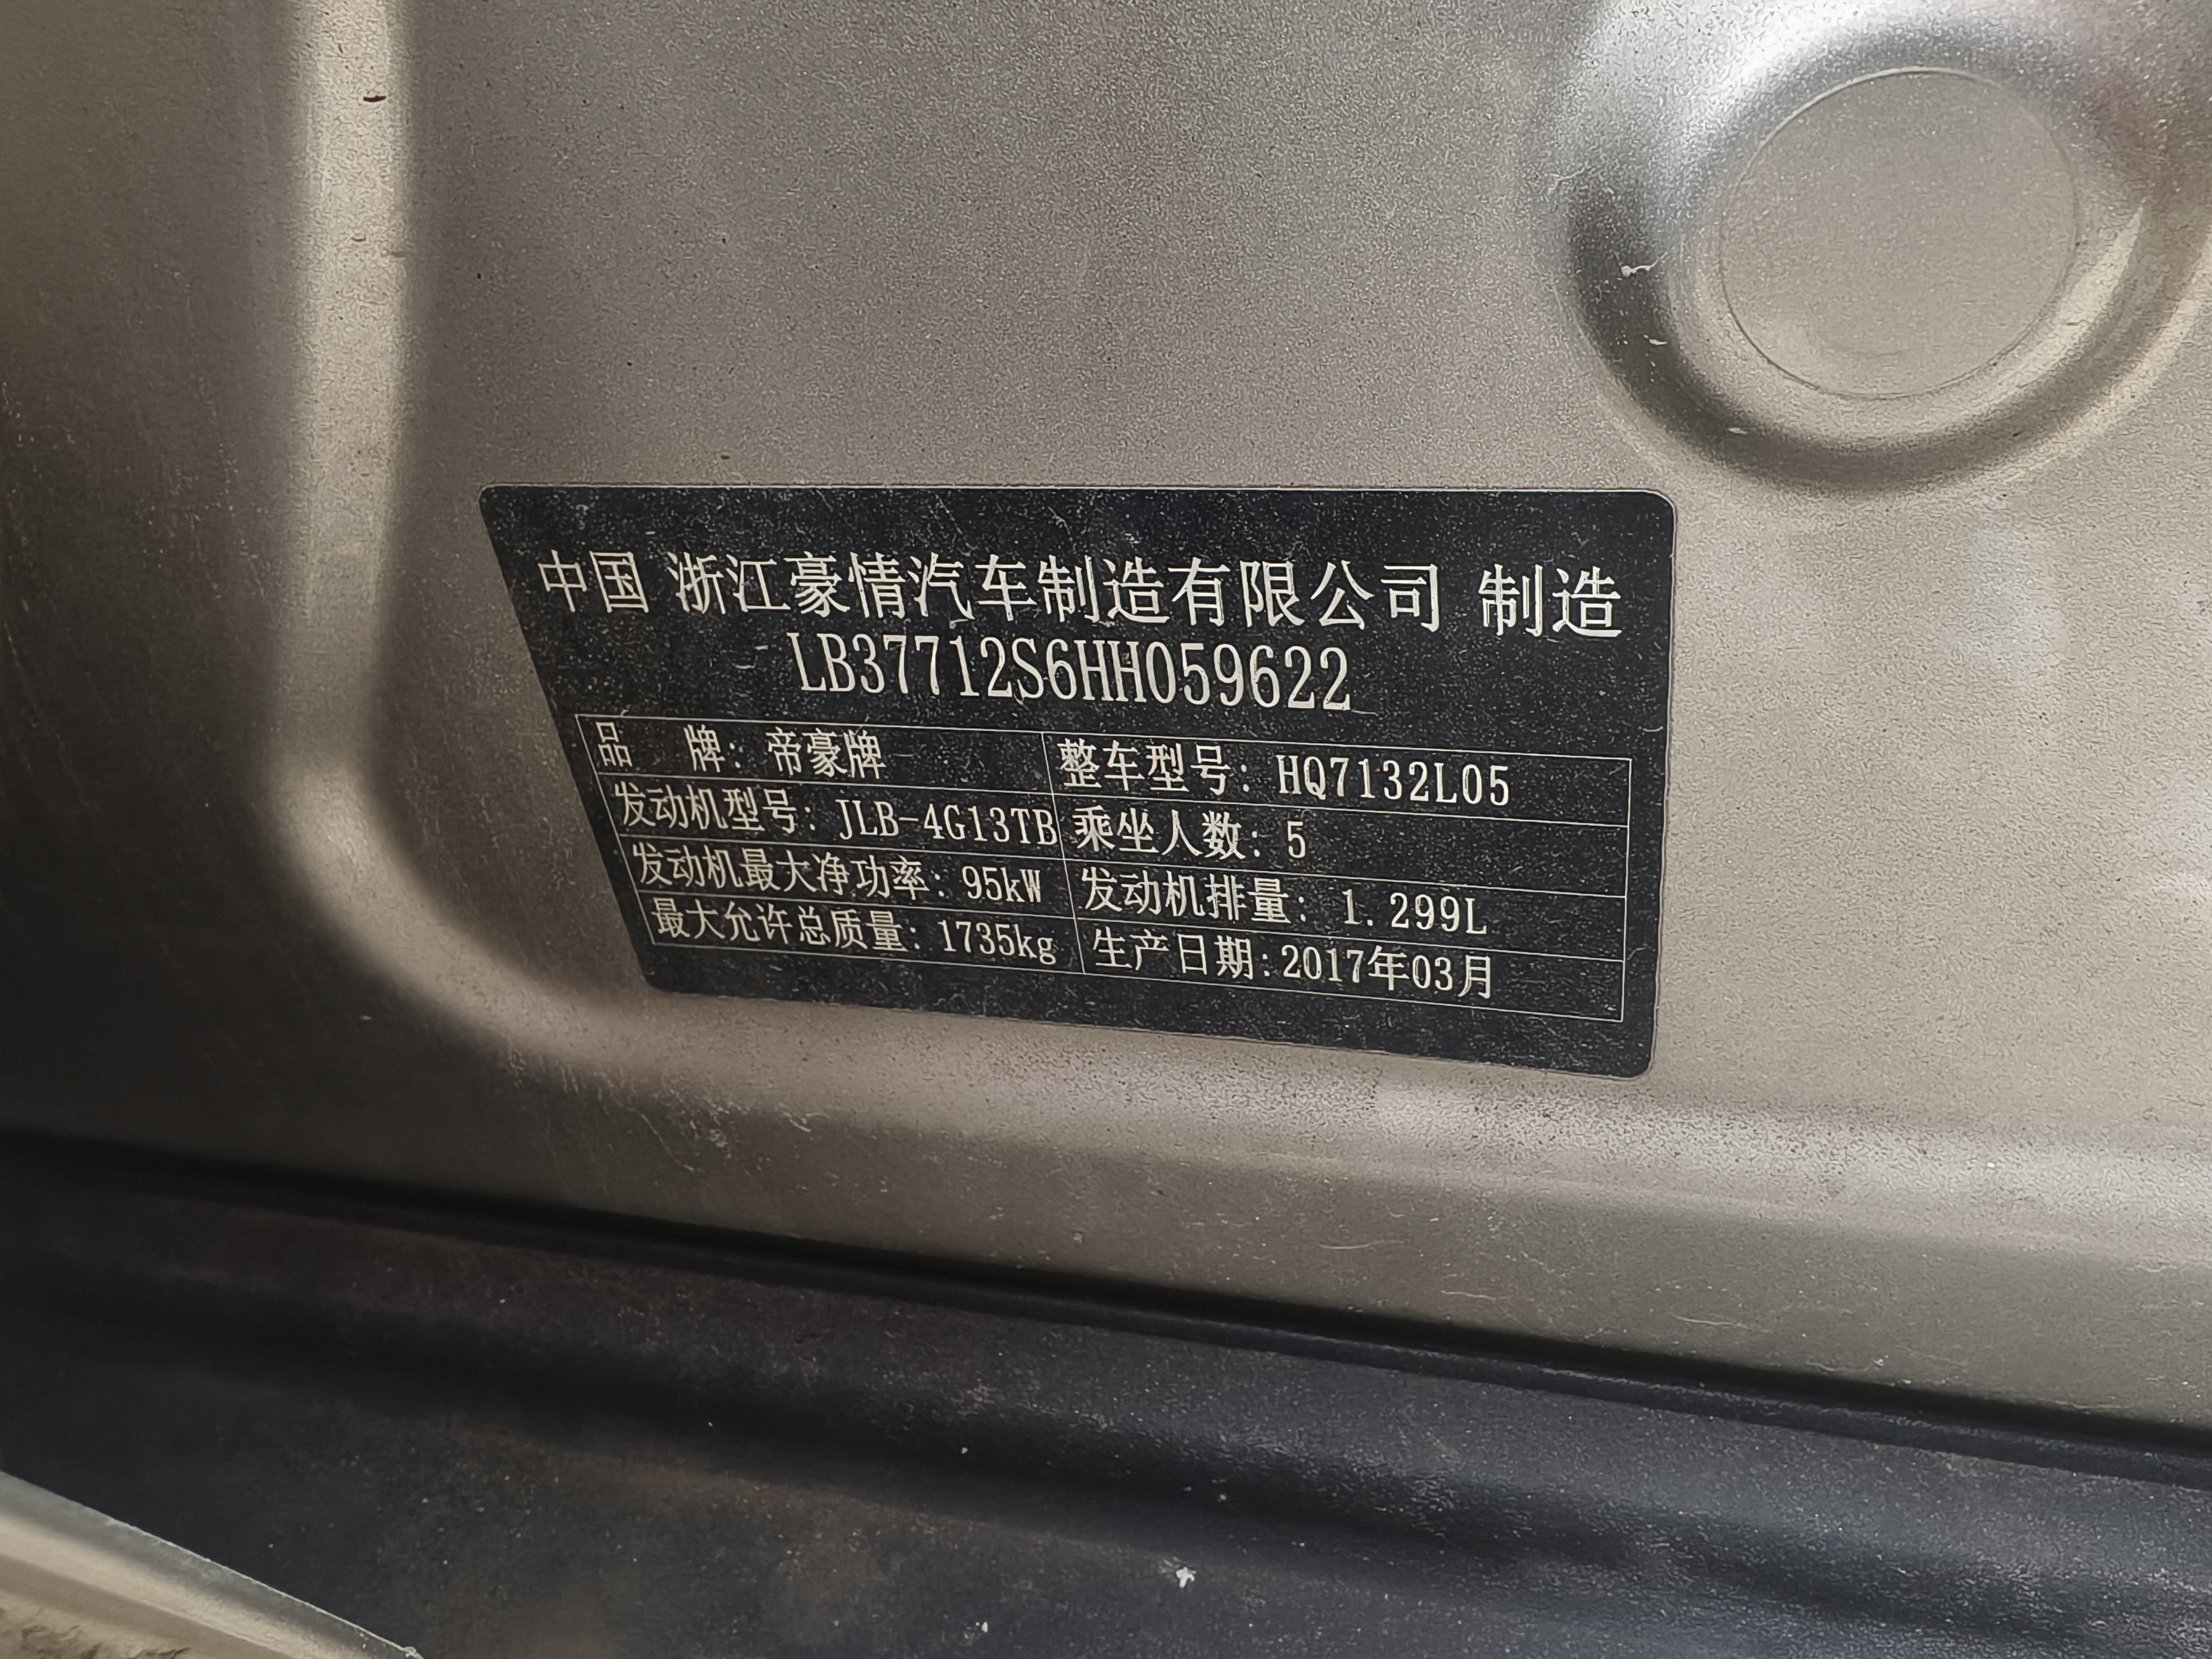 中国 浙江豪情汽车制造有限公司 制造
LB37712S6HH059622
品 牌: 帝豪牌 整车型号: HQ7132L05
发动机型号: JLB-4G13TB 乘坐人数: 5
发动机最大净功率: 95kW 发动机排量: 1.299L
最大允许总质量: 1735kg 生产日期: 2017年03月